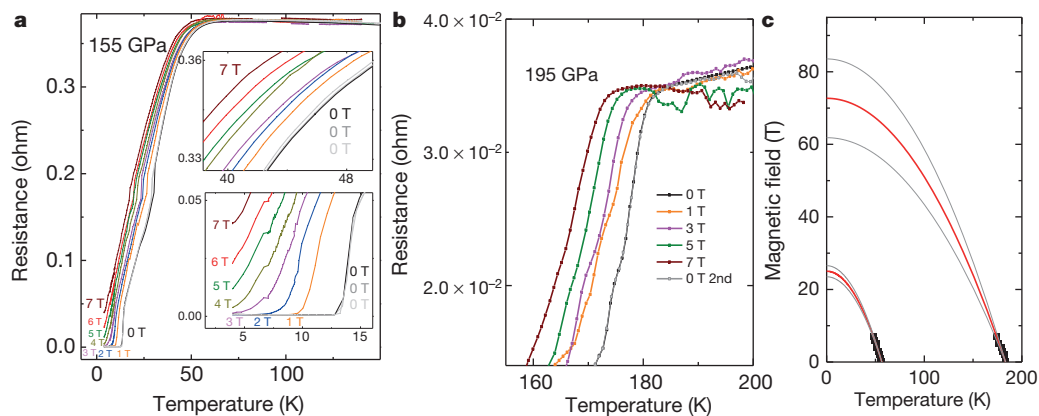 a
155 GPa
Resistance (ohm)
0.3
0.2
0.1
0.0
7 T
6 T
5 T
4 T
3 T 2 T 1 T
0 T
0 50 100
Temperature (K)
0.36
0.33
7 T
0 T
0 T
0 T
40 44 48
0.05
0.00
7 T
6 T
5 T
4 T
3 T 2 T 1 T
0 T
0 T
0 T
5 10 15
b
195 GPa
Resistance (ohm)
4.0 × 10⁻²
3.0 × 10⁻²
2.0 × 10⁻²
0 T
1 T
3 T
5 T
7 T
0 T 2nd
160 180 200
Temperature (K)
c
Magnetic field (T)
80
60
40
20
0
0 50 100 150 200
Temperature (K)